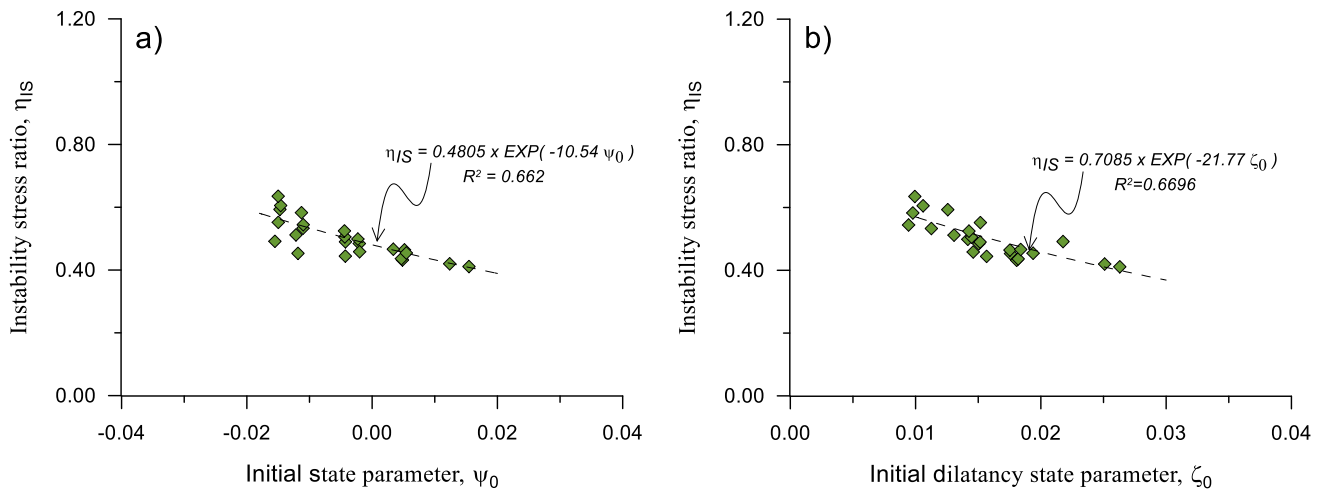 a)
1.20
0.80
0.40
0.00
-0.04
-0.02
0.00
0.02
0.04
Instability stress ratio, ηIS
Initial state parameter, ψ0
ηIS = 0.4805 x EXP( -10.54 ψ0 )
R² = 0.662
b)
1.20
0.80
0.40
0.00
0.00
0.01
0.02
0.03
0.04
Instability stress ratio, ηIS
Initial dilatancy state parameter, ζ0
ηIS = 0.7085 x EXP( -21.77 ζ0 )
R²=0.6696